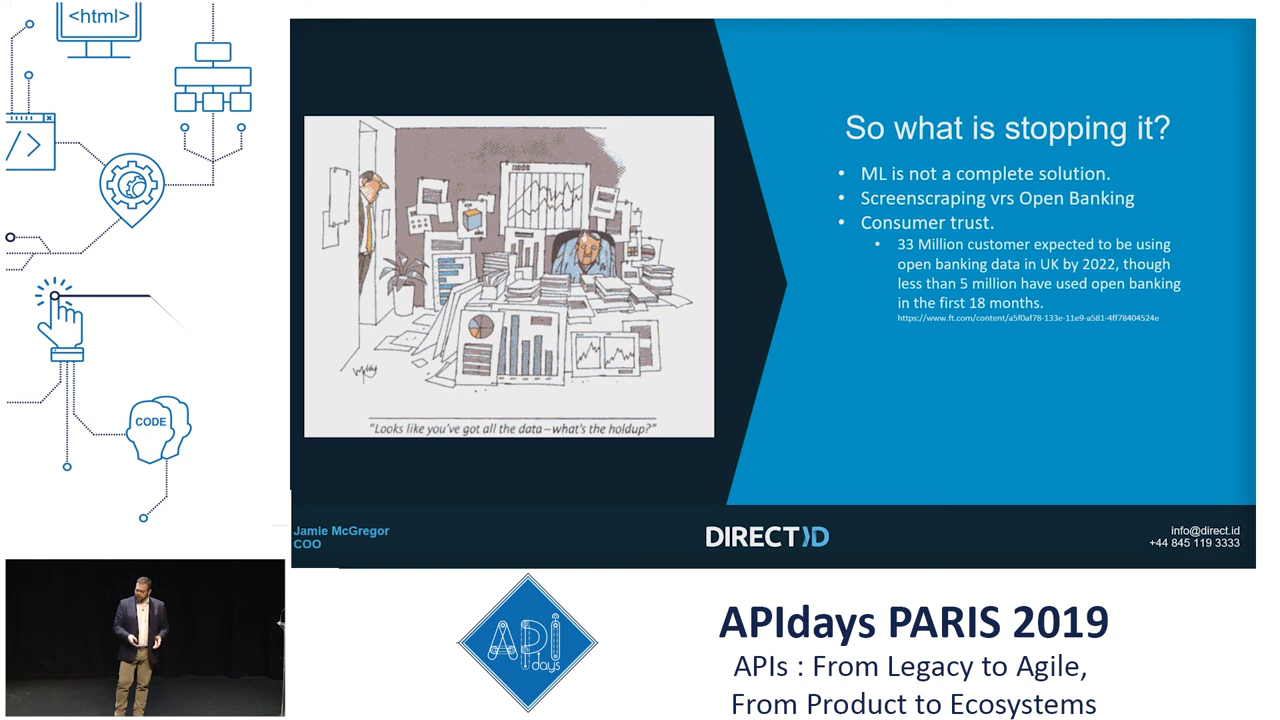 <html>
</>
CODE
So what is stopping it?
• ML is not a complete solution.
• Screenscraping vrs Open Banking
• Consumer trust.
• 33 Million customer expected to be using
open banking data in UK by 2022, though
less than 5 million have used open banking
in the first 18 months.
https://www.ft.com/content/a5f0af78-133e-11e9-a581-4ff78404524e
"Looks like you've got all the data—what's the holdup?"
Jamie McGregor
COO
DIRECT ID
info@direct.id
+44 845 119 3333
API
days
APIdays PARIS 2019
APIs : From Legacy to Agile,
From Product to Ecosystems